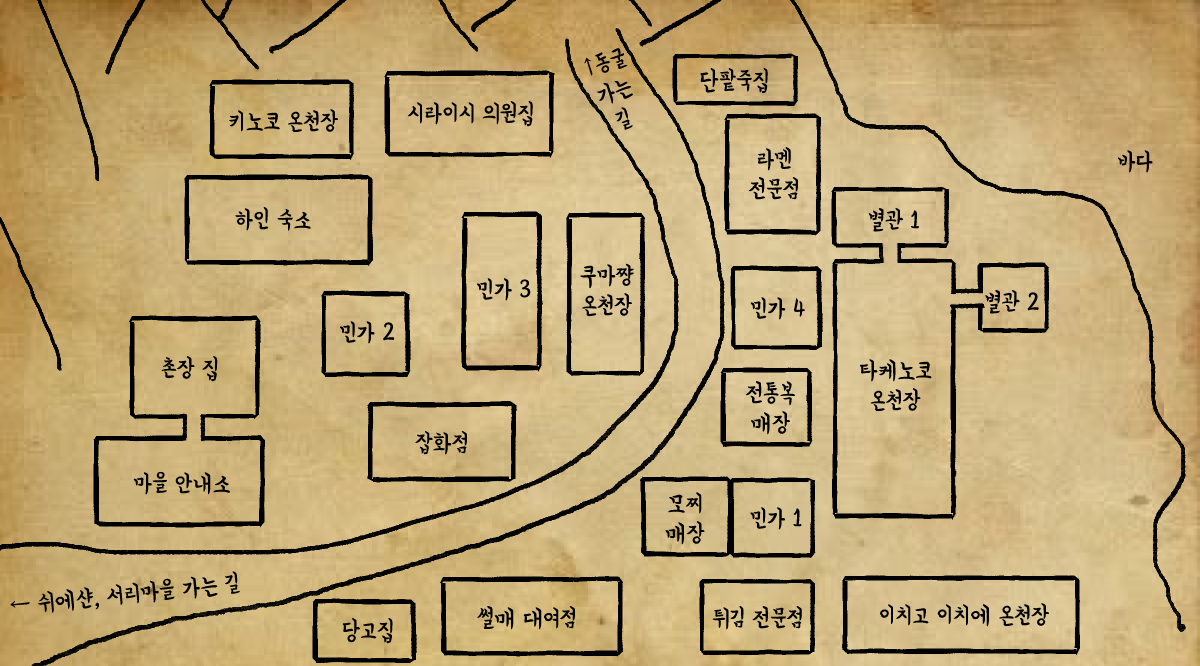 ↑동굴
가는
길
단팥죽집
키노코 온천장
시라이시 의원집
라멘
전문점
바다
하인 숙소
별관 1
민가 3
쿠마쨩
온천장
민가 4
별관 2
민가 2
촌장 집
타케노코
온천장
전통복
매장
잡화점
마을 안내소
모찌
매장
민가 1
← 쉬에샨, 서리마을 가는 길
당고집
썰매 대여점
튀김 전문점
이치고 이치에 온천장